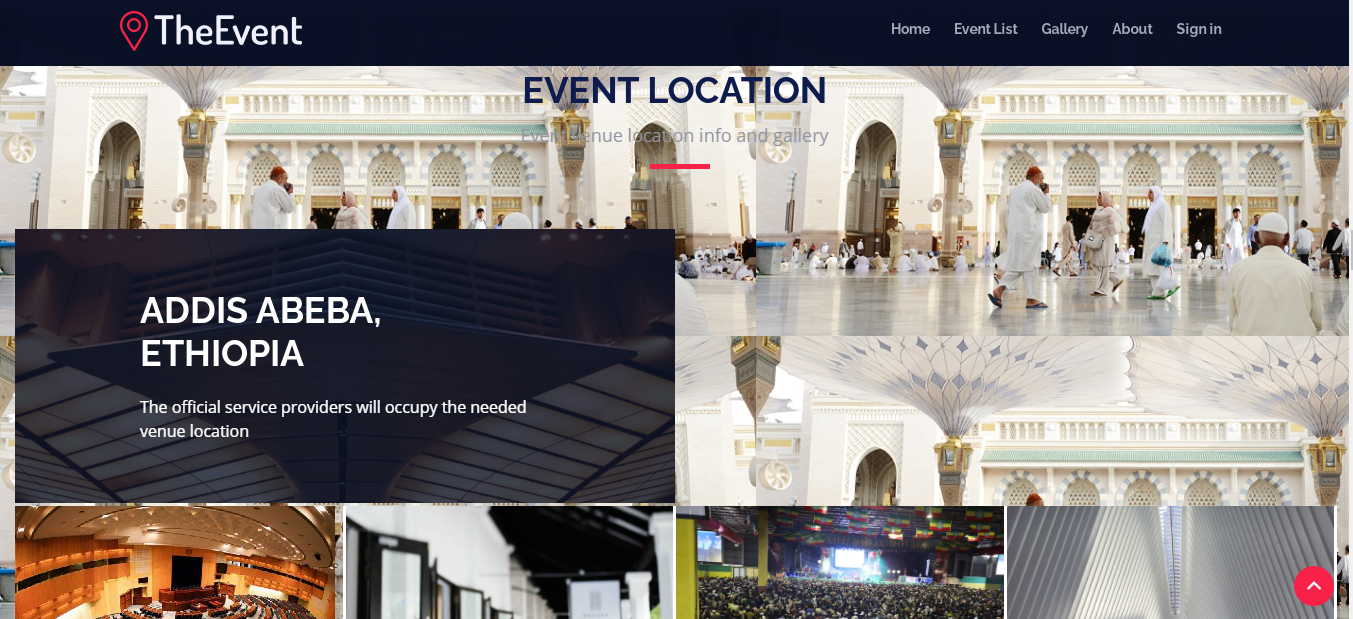 TheEvent
Home Event List Gallery About Sign in
EVENT LOCATION
Event venue location info and gallery
ADDIS ABEBA,
ETHIOPIA
The official service providers will occupy the needed
venue location